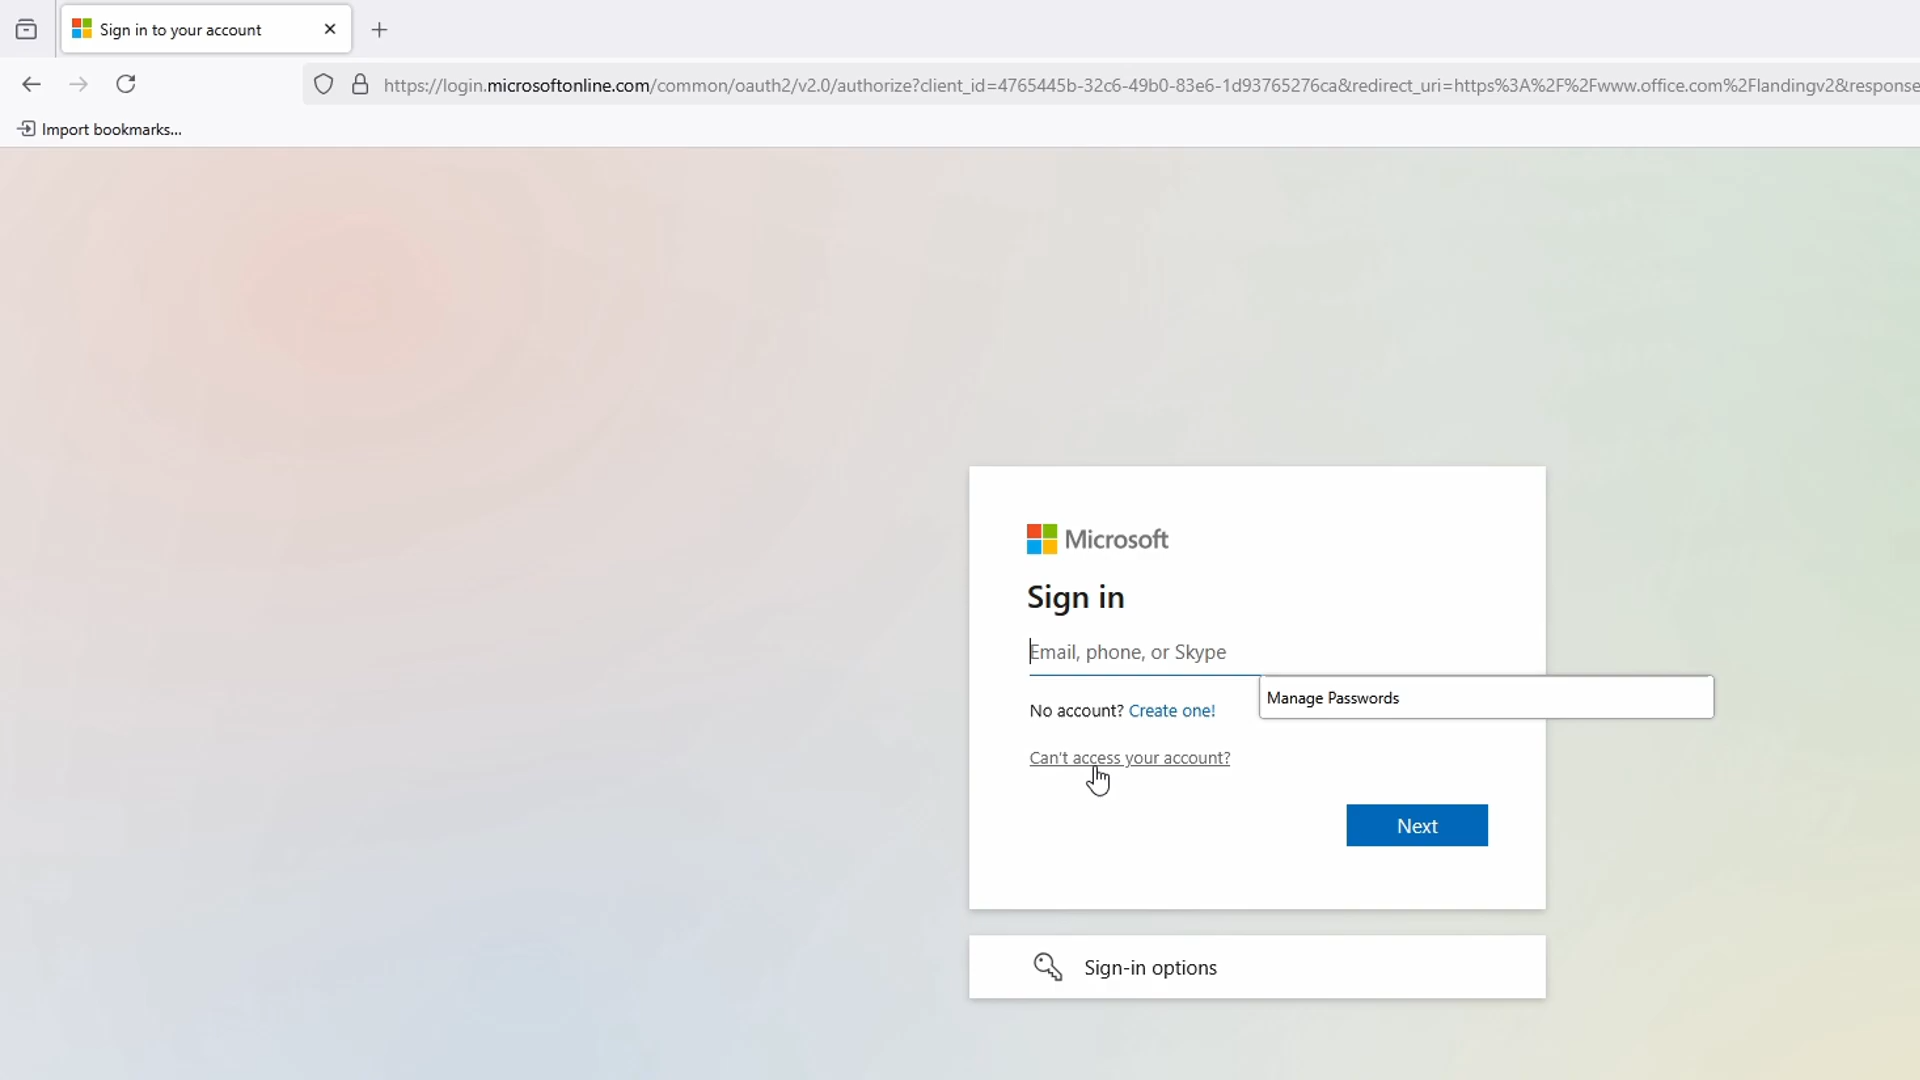 Sign in to your account
https://login.microsoftonline.com/common/oauth2/v2.0/authorize?client_id=4765445b-32c6-49b0-83e6-1d93765276ca&redirect_uri=https%3A%2F%2Fwww.office.com%2Flandingv2&response
Import bookmarks...
Microsoft
Sign in
Email, phone, or Skype
Manage Passwords
No account? Create one!
Can't access your account?
Next
Sign-in options